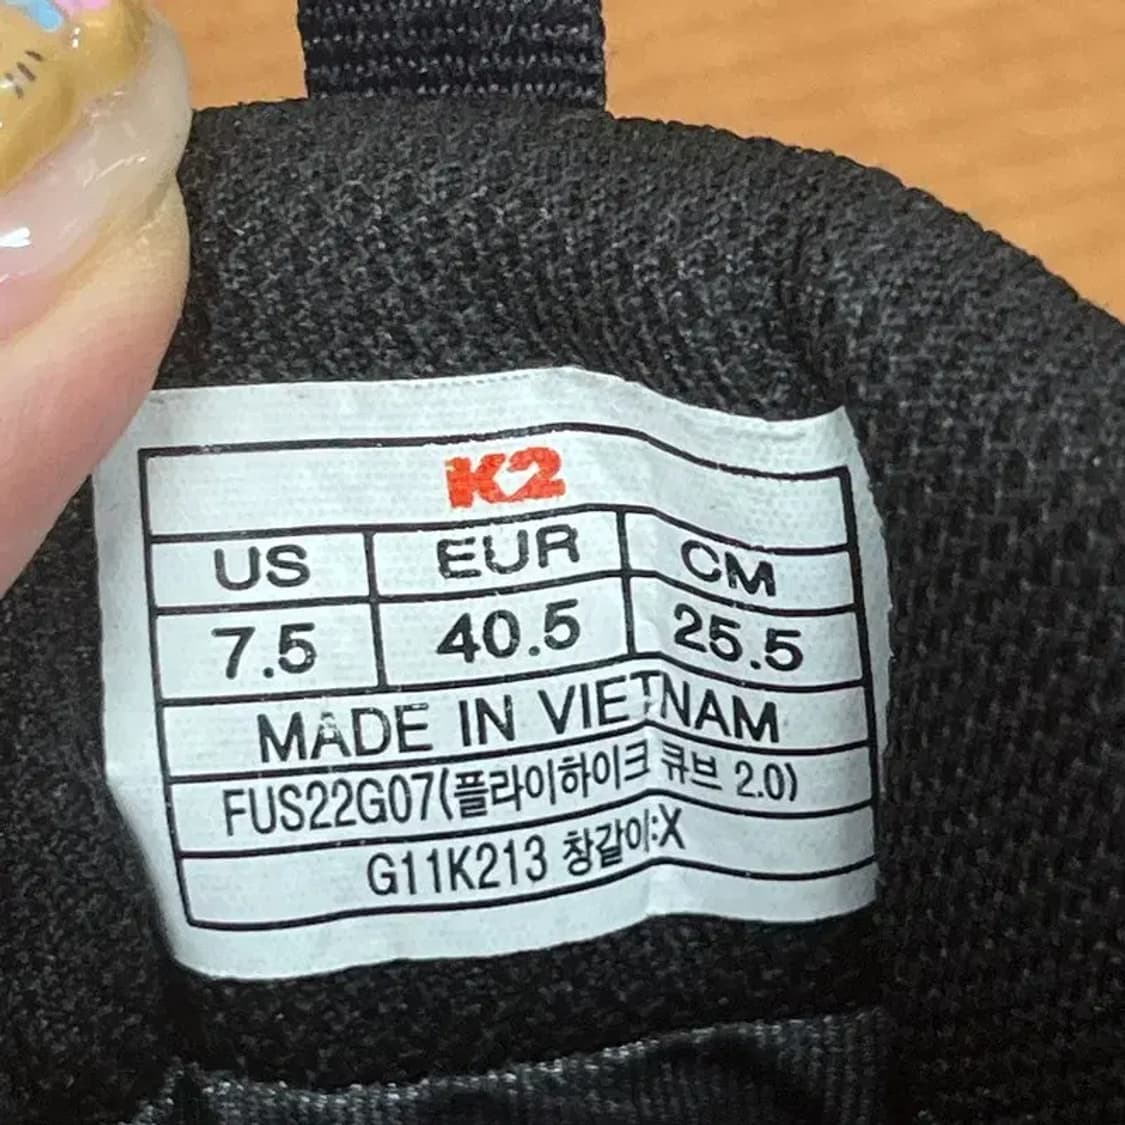 K2
US EUR CM
7.5 40.5 25.5
MADE IN VIETNAM
FUS22G07(플라이하이크 큐브 2.0)
G11K213 창갈이:X